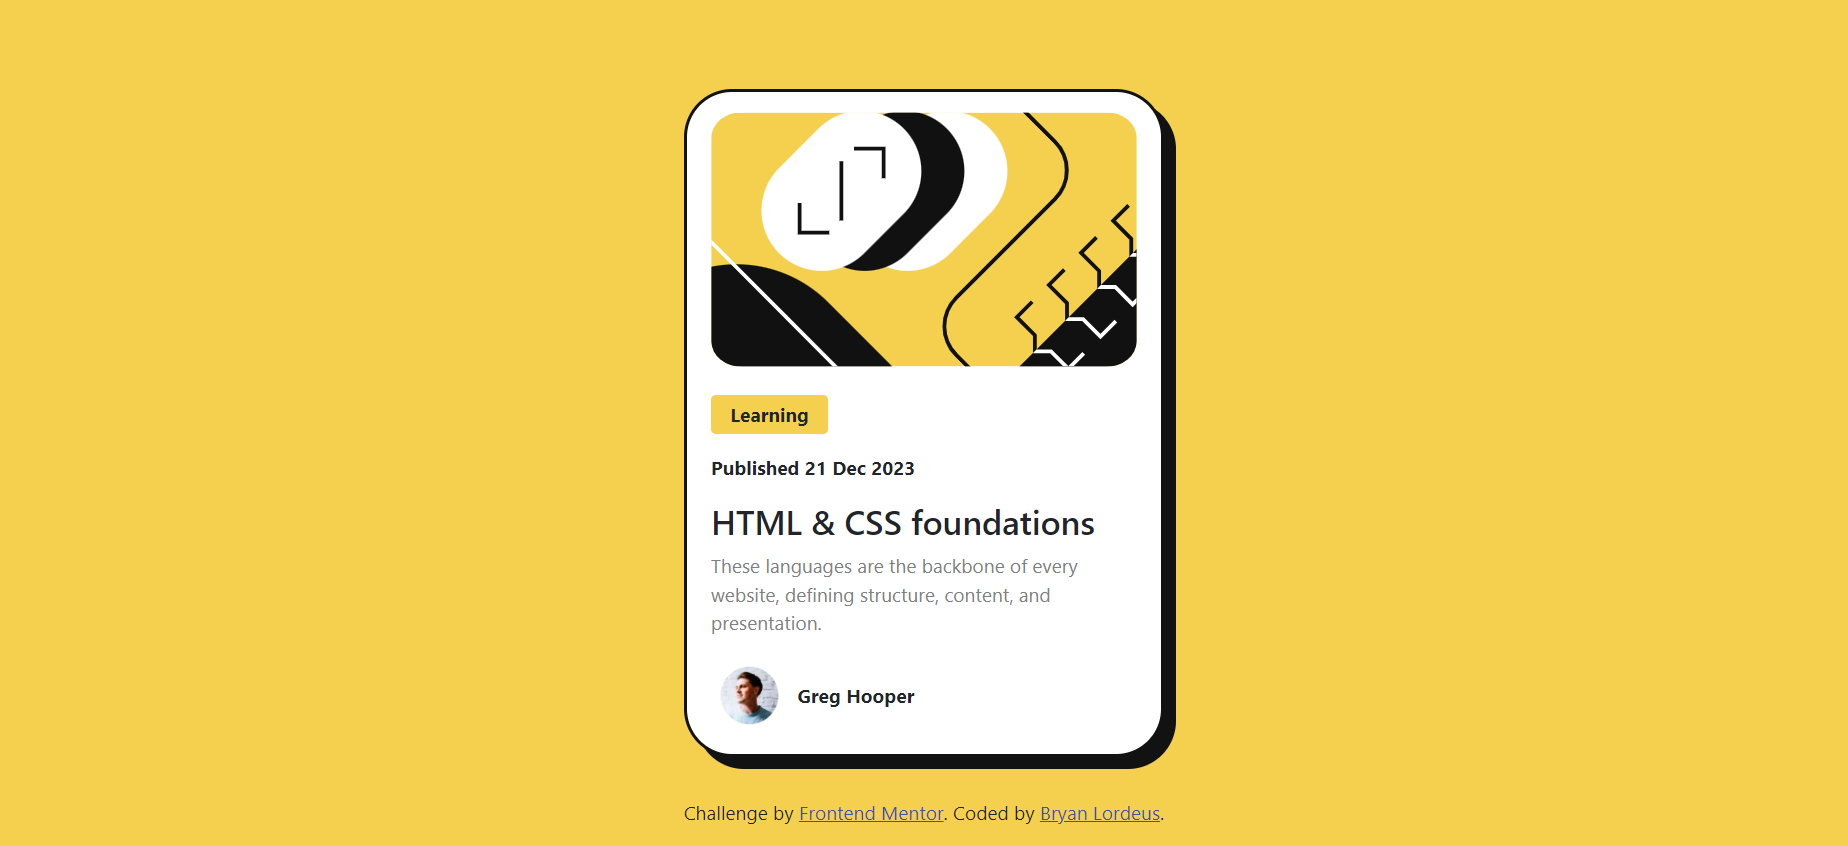 Learning
Published 21 Dec 2023
HTML & CSS foundations
These languages are the backbone of every
website, defining structure, content, and
presentation.
Greg Hooper
Challenge by Frontend Mentor. Coded by Bryan Lordeus.